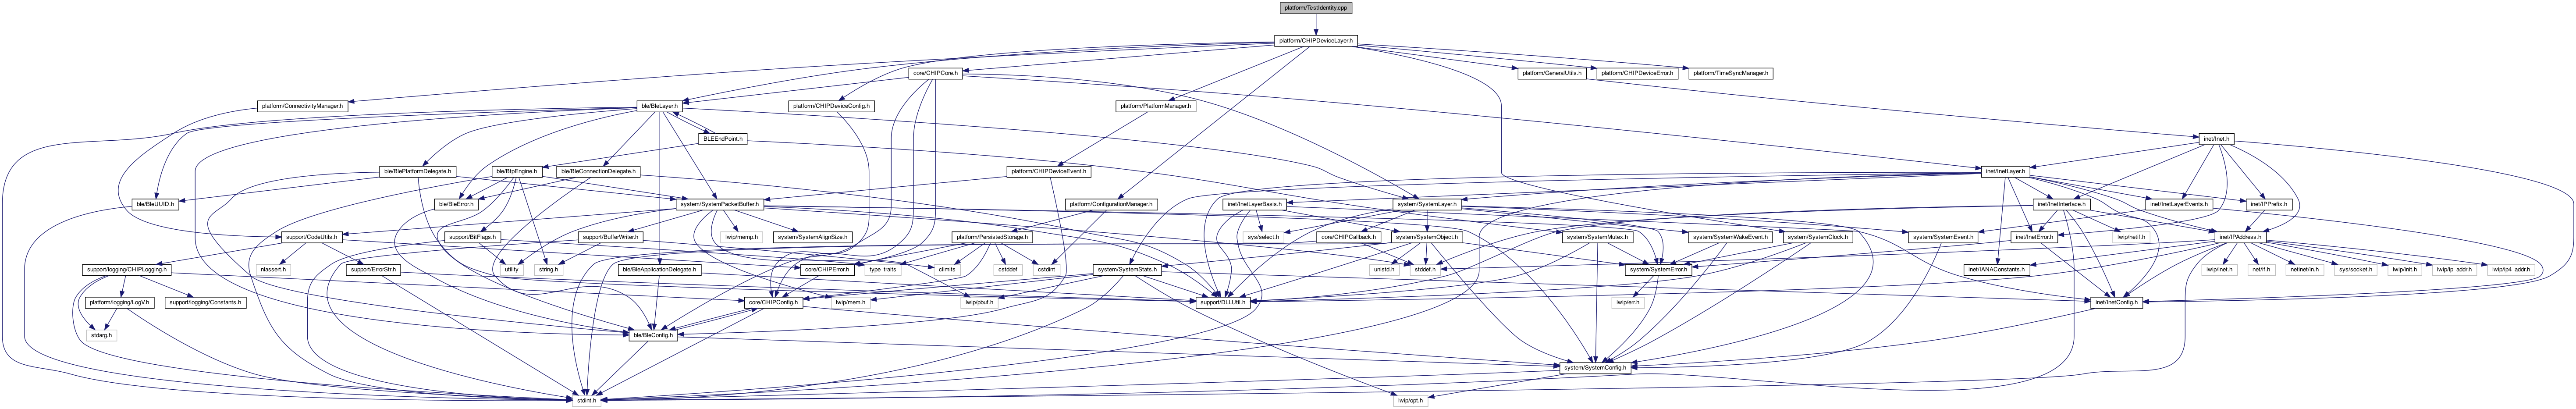 platform/TestIdentity.cpp
platform/CHIPDeviceLayer.h
core/CHIPCore.h
platform/GeneralUtils.h
platform/CHIPDeviceError.h
platform/TimeSyncManager.h
platform/ConnectivityManager.h
ble/BleLayer.h
platform/CHIPDeviceConfig.h
platform/PlatformManager.h
BLEEndPoint.h
inet/Inet.h
ble/BlePlatformDelegate.h
ble/BtpEngine.h
ble/BleConnectionDelegate.h
platform/CHIPDeviceEvent.h
inet/InetLayer.h
ble/BleUUID.h
ble/BleError.h
system/SystemPacketBuffer.h
platform/ConfigurationManager.h
inet/InetLayerBasis.h
system/SystemLayer.h
inet/InetInterface.h
inet/InetLayerEvents.h
inet/IPPrefix.h
support/CodeUtils.h
support/BitFlags.h
support/BufferWriter.h
lwip/memp.h
system/SystemAlignSize.h
platform/PersistedStorage.h
sys/select.h
core/CHIPCallback.h
system/SystemObject.h
system/SystemMutex.h
system/SystemWakeEvent.h
system/SystemClock.h
system/SystemEvent.h
inet/InetError.h
lwip/netif.h
inet/IPAddress.h
support/logging/CHIPLogging.h
nlassert.h
support/ErrorStr.h
utility
string.h
ble/BleApplicationDelegate.h
core/CHIPError.h
type_traits
climits
cstddef
cstdint
system/SystemStats.h
unistd.h
stddef.h
system/SystemError.h
inet/IANAConstants.h
lwip/inet.h
net/if.h
netinet/in.h
sys/socket.h
lwip/init.h
lwip/ip_addr.h
lwip/ip4_addr.h
platform/logging/LogV.h
support/logging/Constants.h
core/CHIPConfig.h
lwip/mem.h
lwip/pbuf.h
support/DLLUtil.h
lwip/err.h
inet/InetConfig.h
stdarg.h
ble/BleConfig.h
system/SystemConfig.h
stdint.h
lwip/opt.h